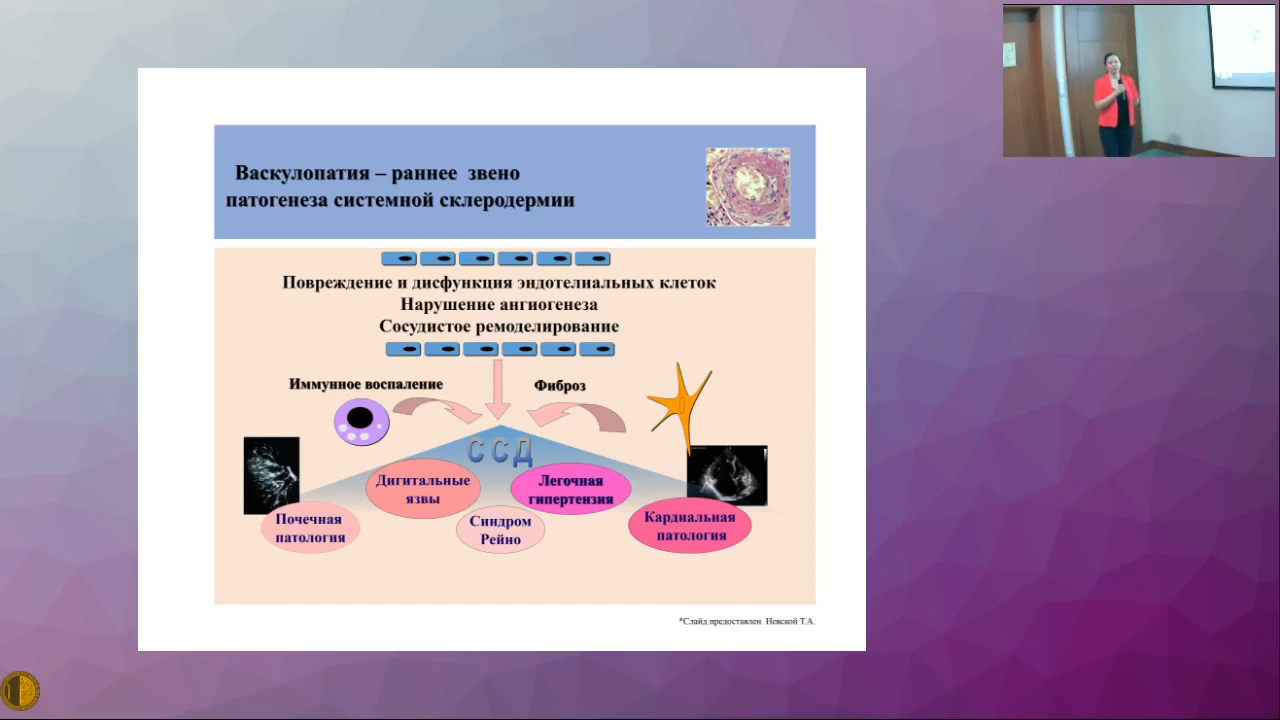 Васкулопатия – раннее звено
патогенеза системной склеродермии
Повреждение и дисфункция эндотелиальных клеток
Нарушение ангиогенеза
Сосудистое ремоделирование
Иммунное воспаление
Фиброз
ССД
Дигитальные
язвы
Легочная
гипертензия
Почечная
патология
Синдром
Рейно
Кардиальная
патология
*Слайд предоставлен Невской Т.А.